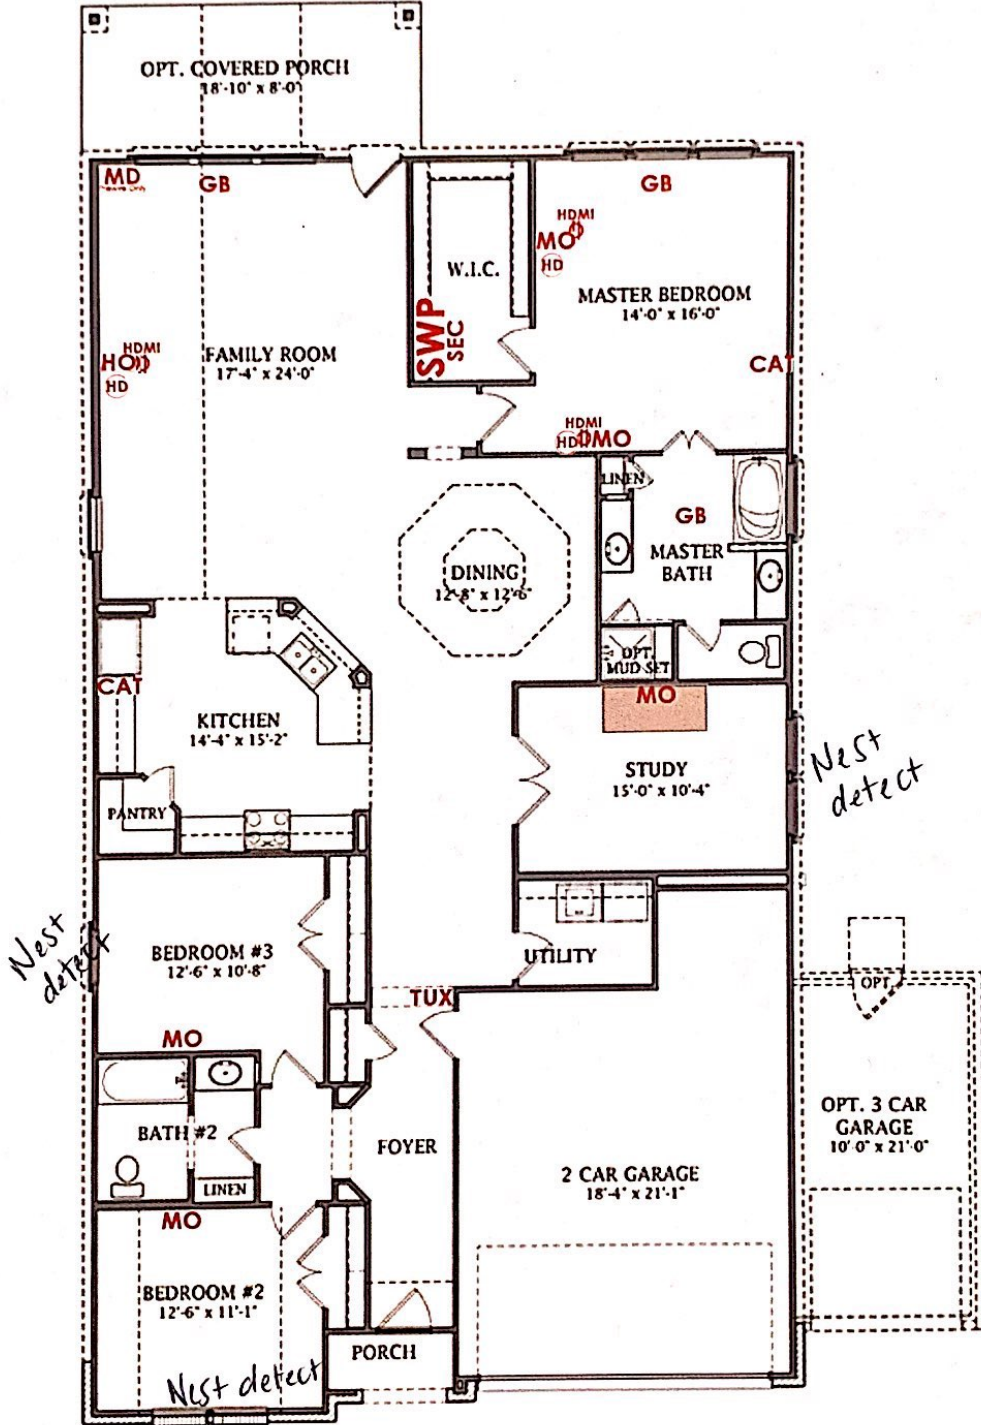 OPT. COVERED PORCH
18'-10" x 8'-0"
MD
GB
GB
HDMI
MO
HD
W.I.C.
MASTER BEDROOM
14'-0" x 16'-0"
SWP
SEC
HDMI
HO
HD
FAMILY ROOM
17'-4" x 24'-0"
CAT
HDMI
HD
MO
LINEN
GB
MASTER
BATH
DINING
12'-8" x 12'-6"
OPT.
MUD SET
CAT
MO
KITCHEN
14'-4" x 15'-2"
STUDY
15'-0" x 10'-4"
Nest
detect
PANTRY
Nest
detect
BEDROOM #3
12'-6" x 10'-8"
UTILITY
TUX
OPT.
MO
OPT. 3 CAR
GARAGE
10'-0" x 21'-0"
BATH #2
FOYER
LINEN
2 CAR GARAGE
18'-4" x 21'-1"
MO
BEDROOM #2
12'-6" x 11'-1"
PORCH
Nest detect